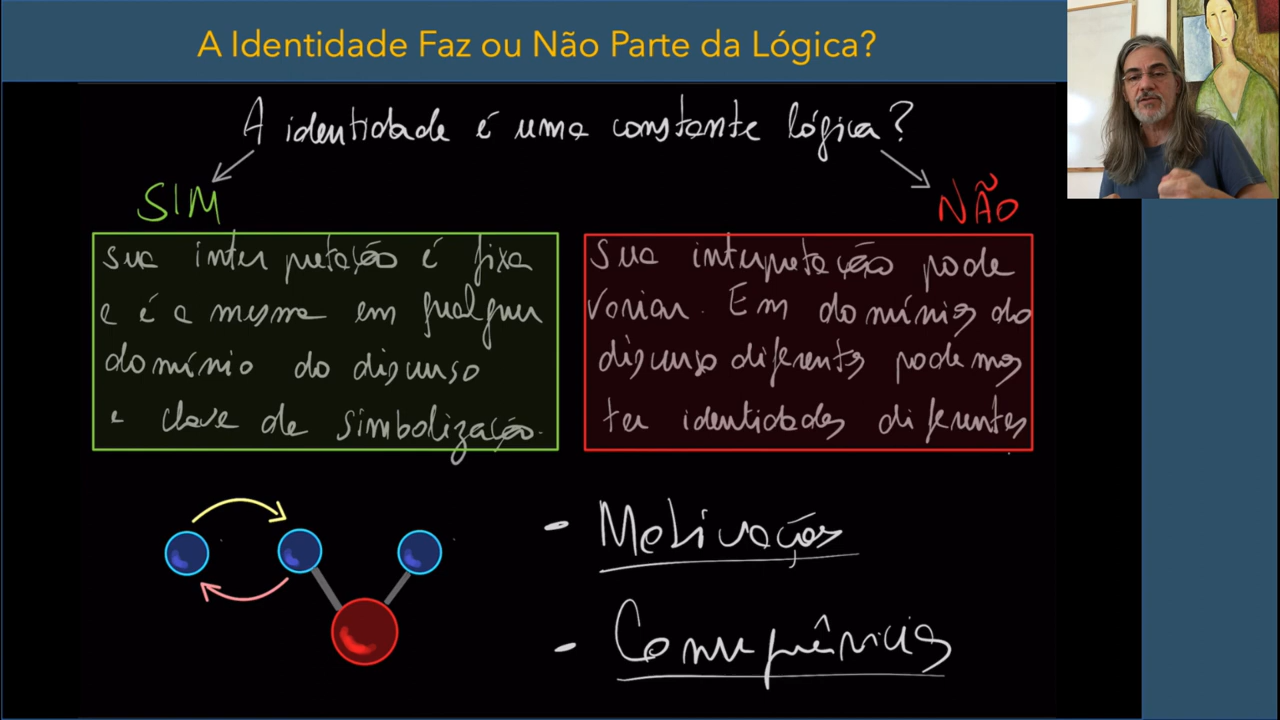 A Identidade Faz ou Não Parte da Lógica?
A identidade é uma constante lógica?
SIM
NÃO
sua interpretação é fixa
e é a mesma em qualquer
domínio do discurso
e chave de simbolização.
Sua interpretação pode
variar. Em domínios do
discurso diferentes podemos
ter identidades diferentes
- Motivações
- Consequências